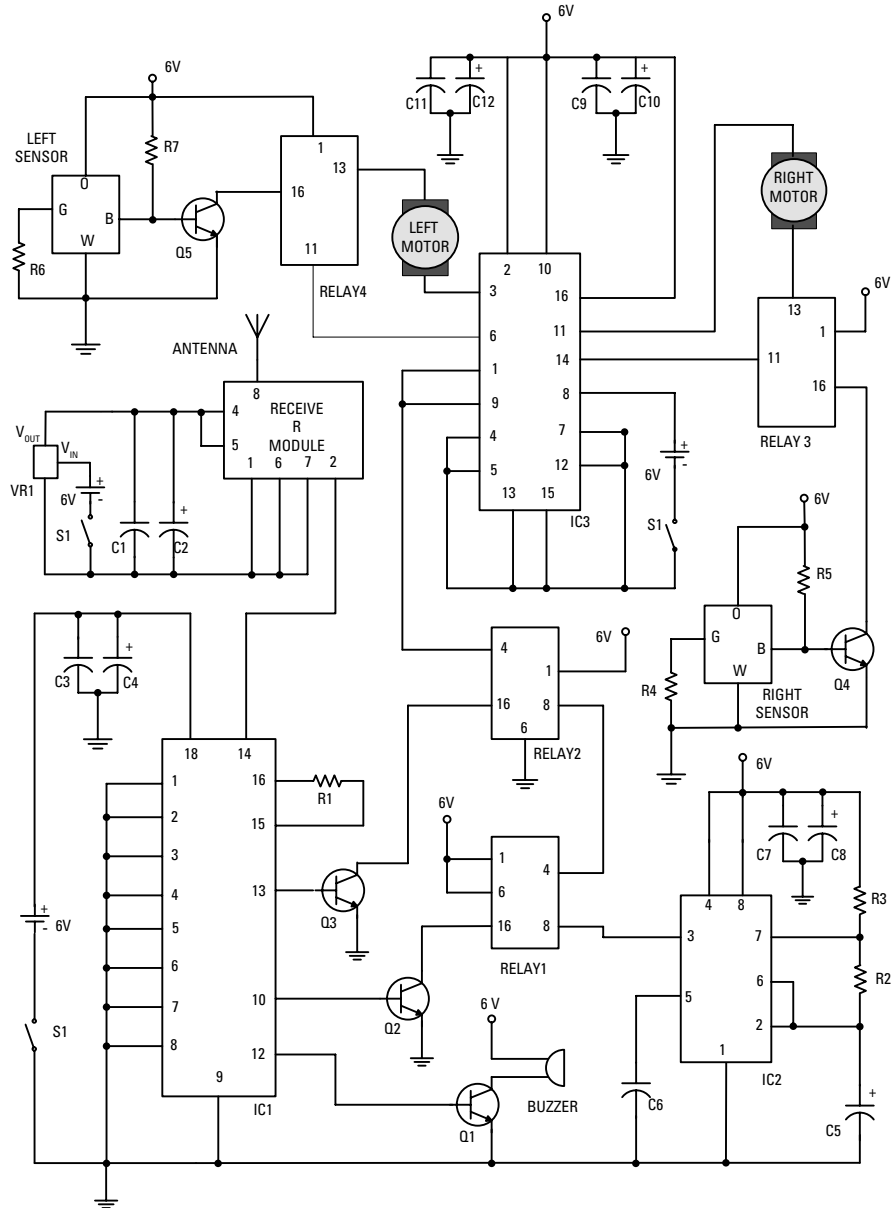 6V
6V
C11
+
C12
C9
+
C10
LEFT
SENSOR
R7
O
G
B
W
R6
Q5
1
13
16
11
RELAY4
LEFT
MOTOR
RIGHT
MOTOR
2
10
3
16
6
11
1
14
9
8
4
7
5
12
13
15
IC3
6V
+
-
S1
6V
13
1
11
16
RELAY 3
ANTENNA
8
RECEIVE
R
MODULE
4
5
1
6
7
2
VOUT
VIN
VR1
+
6V
-
S1
C1
+
C2
6V
R5
O
G
B
W
R4
Q4
RIGHT
SENSOR
C3
+
C4
4
1
16
8
6
RELAY2
6V
18
14
1
16
2
15
3
13
4
5
6
10
7
12
8
9
IC1
R1
Q3
Q2
Q1
6V
1
4
6
16
8
RELAY1
6V
C7
+
C8
R3
R2
4
8
3
7
6
5
2
1
IC2
C6
+
C5
+
-
6V
S1
6 V
BUZZER